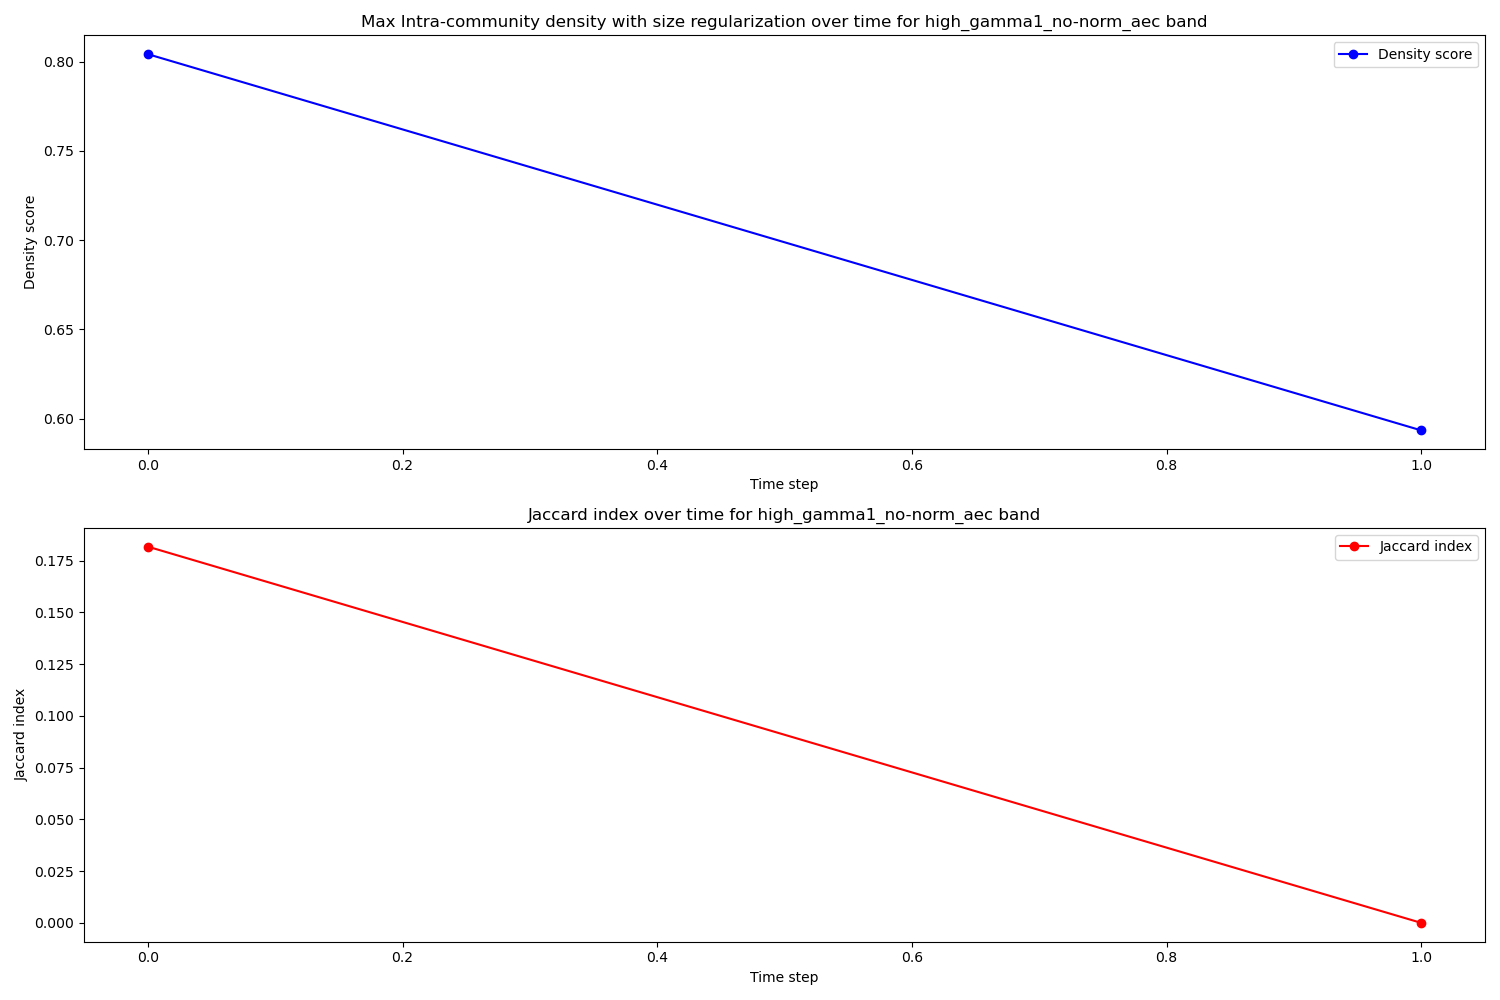 Max Intra-community density with size regularization over time for high_gamma1_no-norm_aec band
Density score
0.80
0.75
0.70
0.65
0.60
Density score
0.0 0.2 0.4 0.6 0.8 1.0
Time step
Jaccard index over time for high_gamma1_no-norm_aec band
Jaccard index
0.175
0.150
0.125
0.100
0.075
0.050
0.025
0.000
Jaccard index
0.0 0.2 0.4 0.6 0.8 1.0
Time step